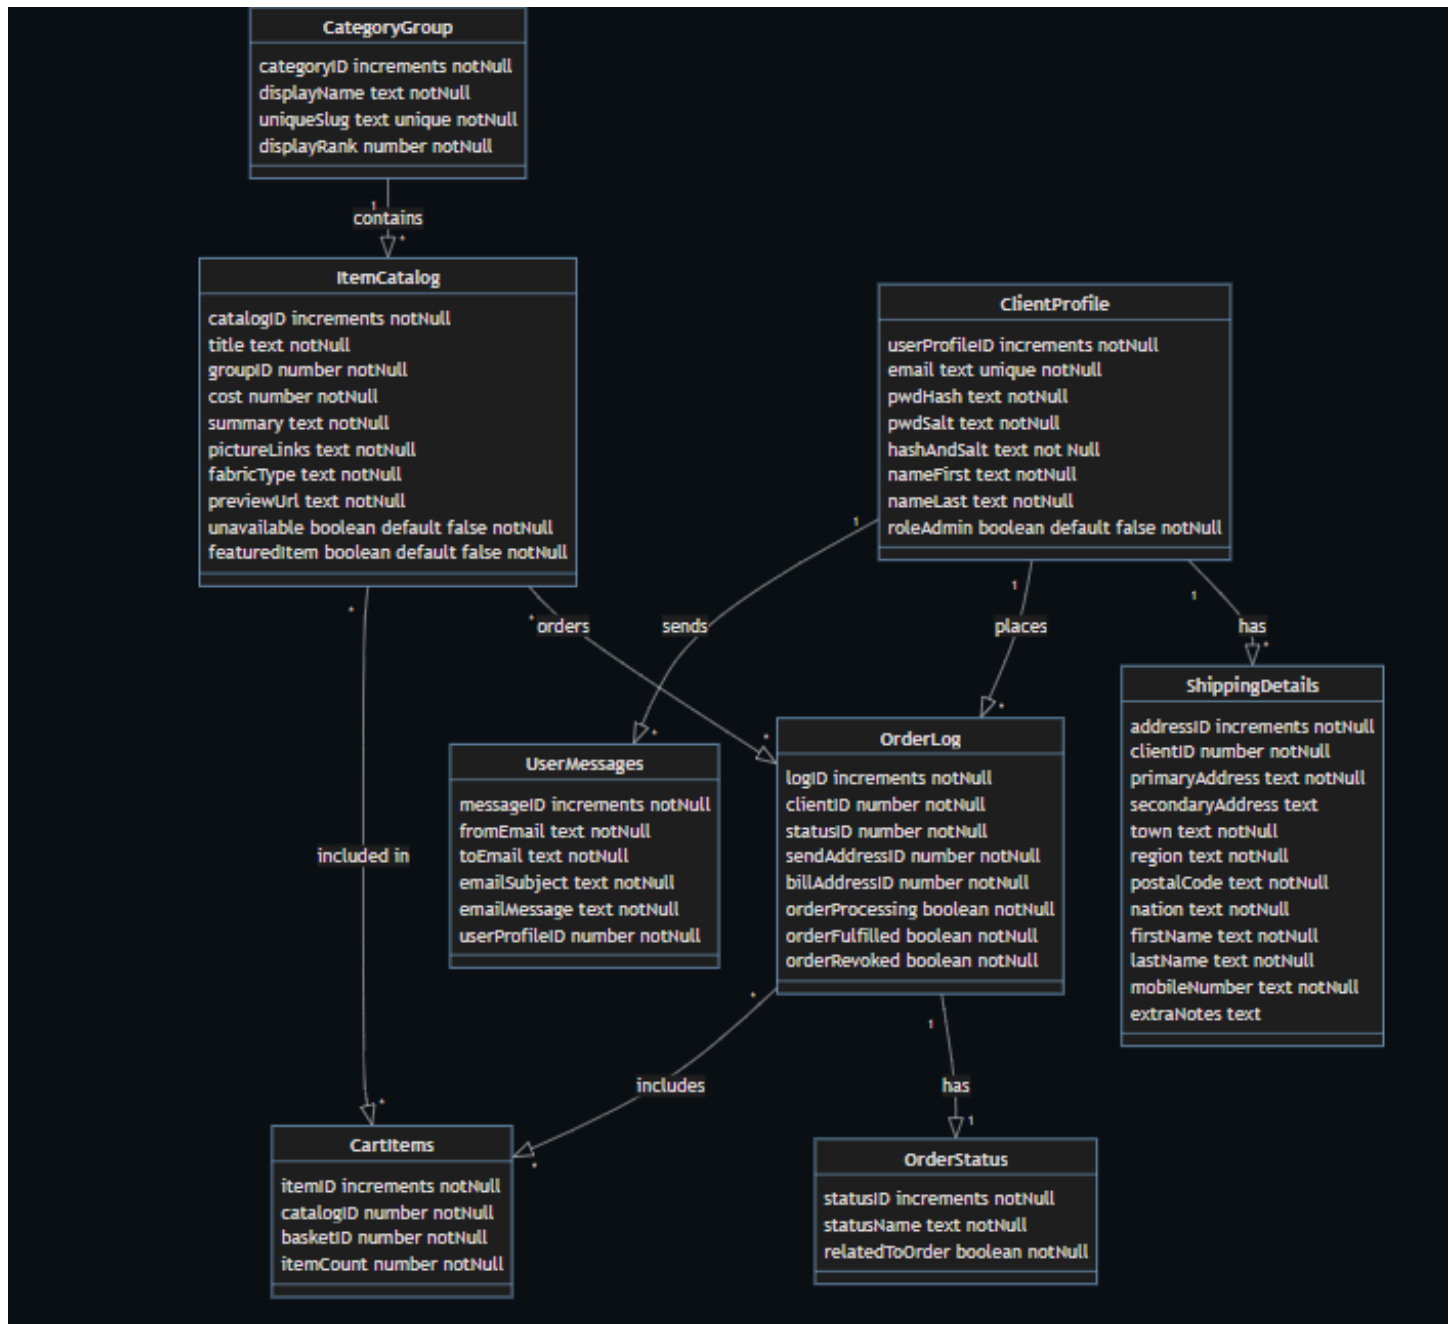 CategoryGroup
categoryID increments notNull
displayName text notNull
uniqueSlug text unique notNull
displayRank number notNull
1
contains
*
ItemCatalog
catalogID increments notNull
title text notNull
groupID number notNull
cost number notNull
summary text notNull
pictureLinks text notNull
fabricType text notNull
previewUrl text notNull
unavailable boolean default false notNull
featuredItem boolean default false notNull
ClientProfile
userProfileID increments notNull
email text unique notNull
pwdHash text notNull
pwdSalt text notNull
hashAndSalt text not Null
nameFirst text notNull
nameLast text notNull
roleAdmin boolean default false notNull
*
* orders
1
sends
1
places
1
has
*
ShippingDetails
addressID increments notNull
clientID number notNull
primaryAddress text notNull
secondaryAddress text
town text notNull
region text notNull
postalCode text notNull
nation text notNull
firstName text notNull
lastName text notNull
mobileNumber text notNull
extraNotes text
*
UserMessages
messageID increments notNull
fromEmail text notNull
toEmail text notNull
emailSubject text notNull
emailMessage text notNull
userProfileID number notNull
*
*
OrderLog
logID increments notNull
clientID number notNull
statusID number notNull
sendAddressID number notNull
billAddressID number notNull
orderProcessing boolean notNull
orderFulfilled boolean notNull
orderRevoked boolean notNull
included in
*
*
includes
*
1
has
1
CartItems
itemID increments notNull
catalogID number notNull
basketID number notNull
itemCount number notNull
OrderStatus
statusID increments notNull
statusName text notNull
relatedToOrder boolean notNull